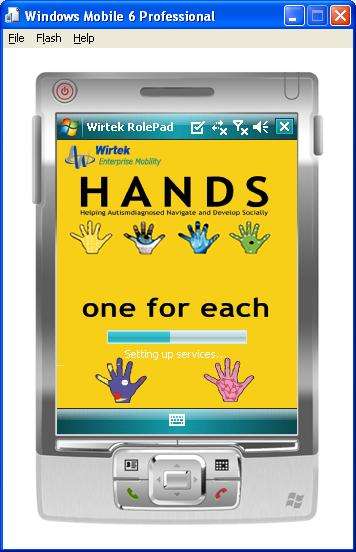 Windows Mobile 6 Professional
File Flash Help
Wirtek RolePad
Wirtek
Enterprise Mobility
HANDS
Helping Autismdiagnosed Navigate and Develop Socially
one for each
Setting up services...